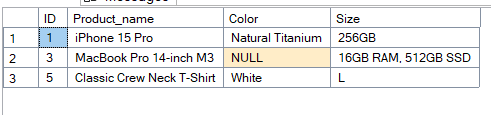 ID Product_name Color Size
1 1 iPhone 15 Pro Natural Titanium 256GB
2 3 MacBook Pro 14-inch M3 NULL 16GB RAM, 512GB SSD
3 5 Classic Crew Neck T-Shirt White L